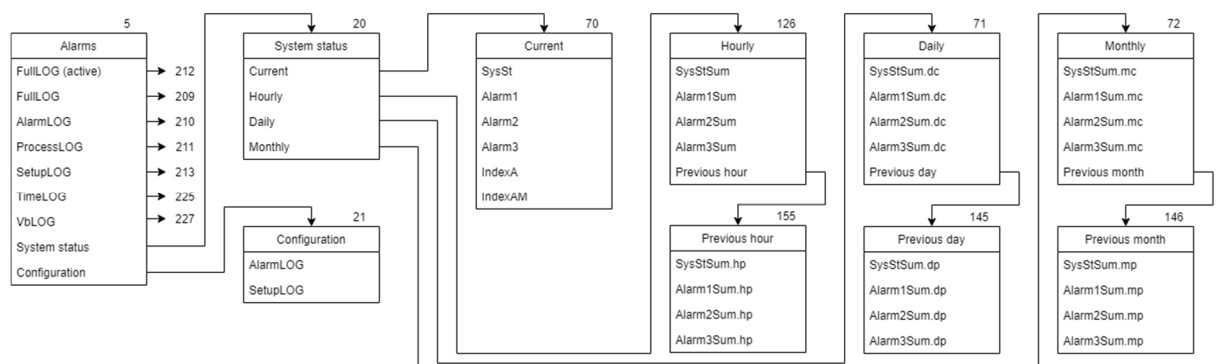 5
Alarms
FullLOG (active)
212
FullLOG
209
AlarmLOG
210
ProcessLOG
211
SetupLOG
213
TimeLOG
225
VbLOG
227
System status
Configuration
20
System status
Current
Hourly
Daily
Monthly
21
Configuration
AlarmLOG
SetupLOG
70
Current
SysSt
Alarm1
Alarm2
Alarm3
IndexA
IndexAM
126
Hourly
SysStSum
Alarm1Sum
Alarm2Sum
Alarm3Sum
Previous hour
155
Previous hour
SysStSum.hp
Alarm1Sum.hp
Alarm2Sum.hp
Alarm3Sum.hp
71
Daily
SysStSum.dc
Alarm1Sum.dc
Alarm2Sum.dc
Alarm3Sum.dc
Previous day
145
Previous day
SysStSum.dp
Alarm1Sum.dp
Alarm2Sum.dp
Alarm3Sum.dp
72
Monthly
SysStSum.mc
Alarm1Sum.mc
Alarm2Sum.mc
Alarm3Sum.mc
Previous month
146
Previous month
SysStSum.mp
Alarm1Sum.mp
Alarm2Sum.mp
Alarm3Sum.mp